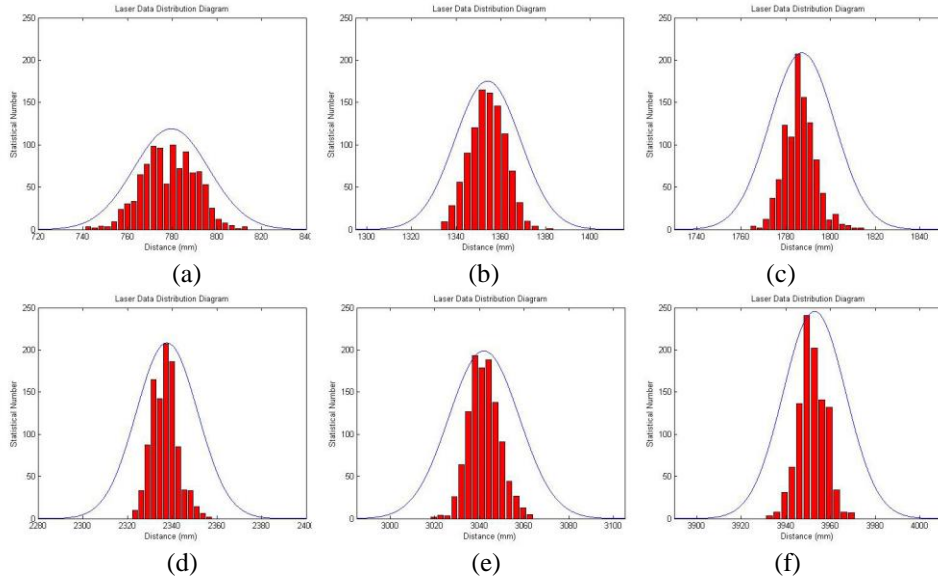 Laser Data Distribution Diagram
Laser Data Distribution Diagram
Laser Data Distribution Diagram
250
200
150
100
50
0
Statistical Number
720 740 760 780 800 820 840
Distance (mm)
250
200
150
100
50
0
Statistical Number
1300 1320 1340 1360 1380 1400
Distance (mm)
250
200
150
100
50
0
Statistical Number
1740 1760 1780 1800 1820 1840
Distance (mm)
(a)
(b)
(c)
Laser Data Distribution Diagram
Laser Data Distribution Diagram
Laser Data Distribution Diagram
250
200
150
100
50
0
Statistical Number
2280 2300 2320 2340 2360 2380
Distance (mm)
250
200
150
100
50
0
Statistical Number
3000 3020 3040 3060 3080 3100
Distance (mm)
250
200
150
100
50
0
Statistical Number
3900 3920 3940 3960 3980 4000
Distance (mm)
(d)
(e)
(f)